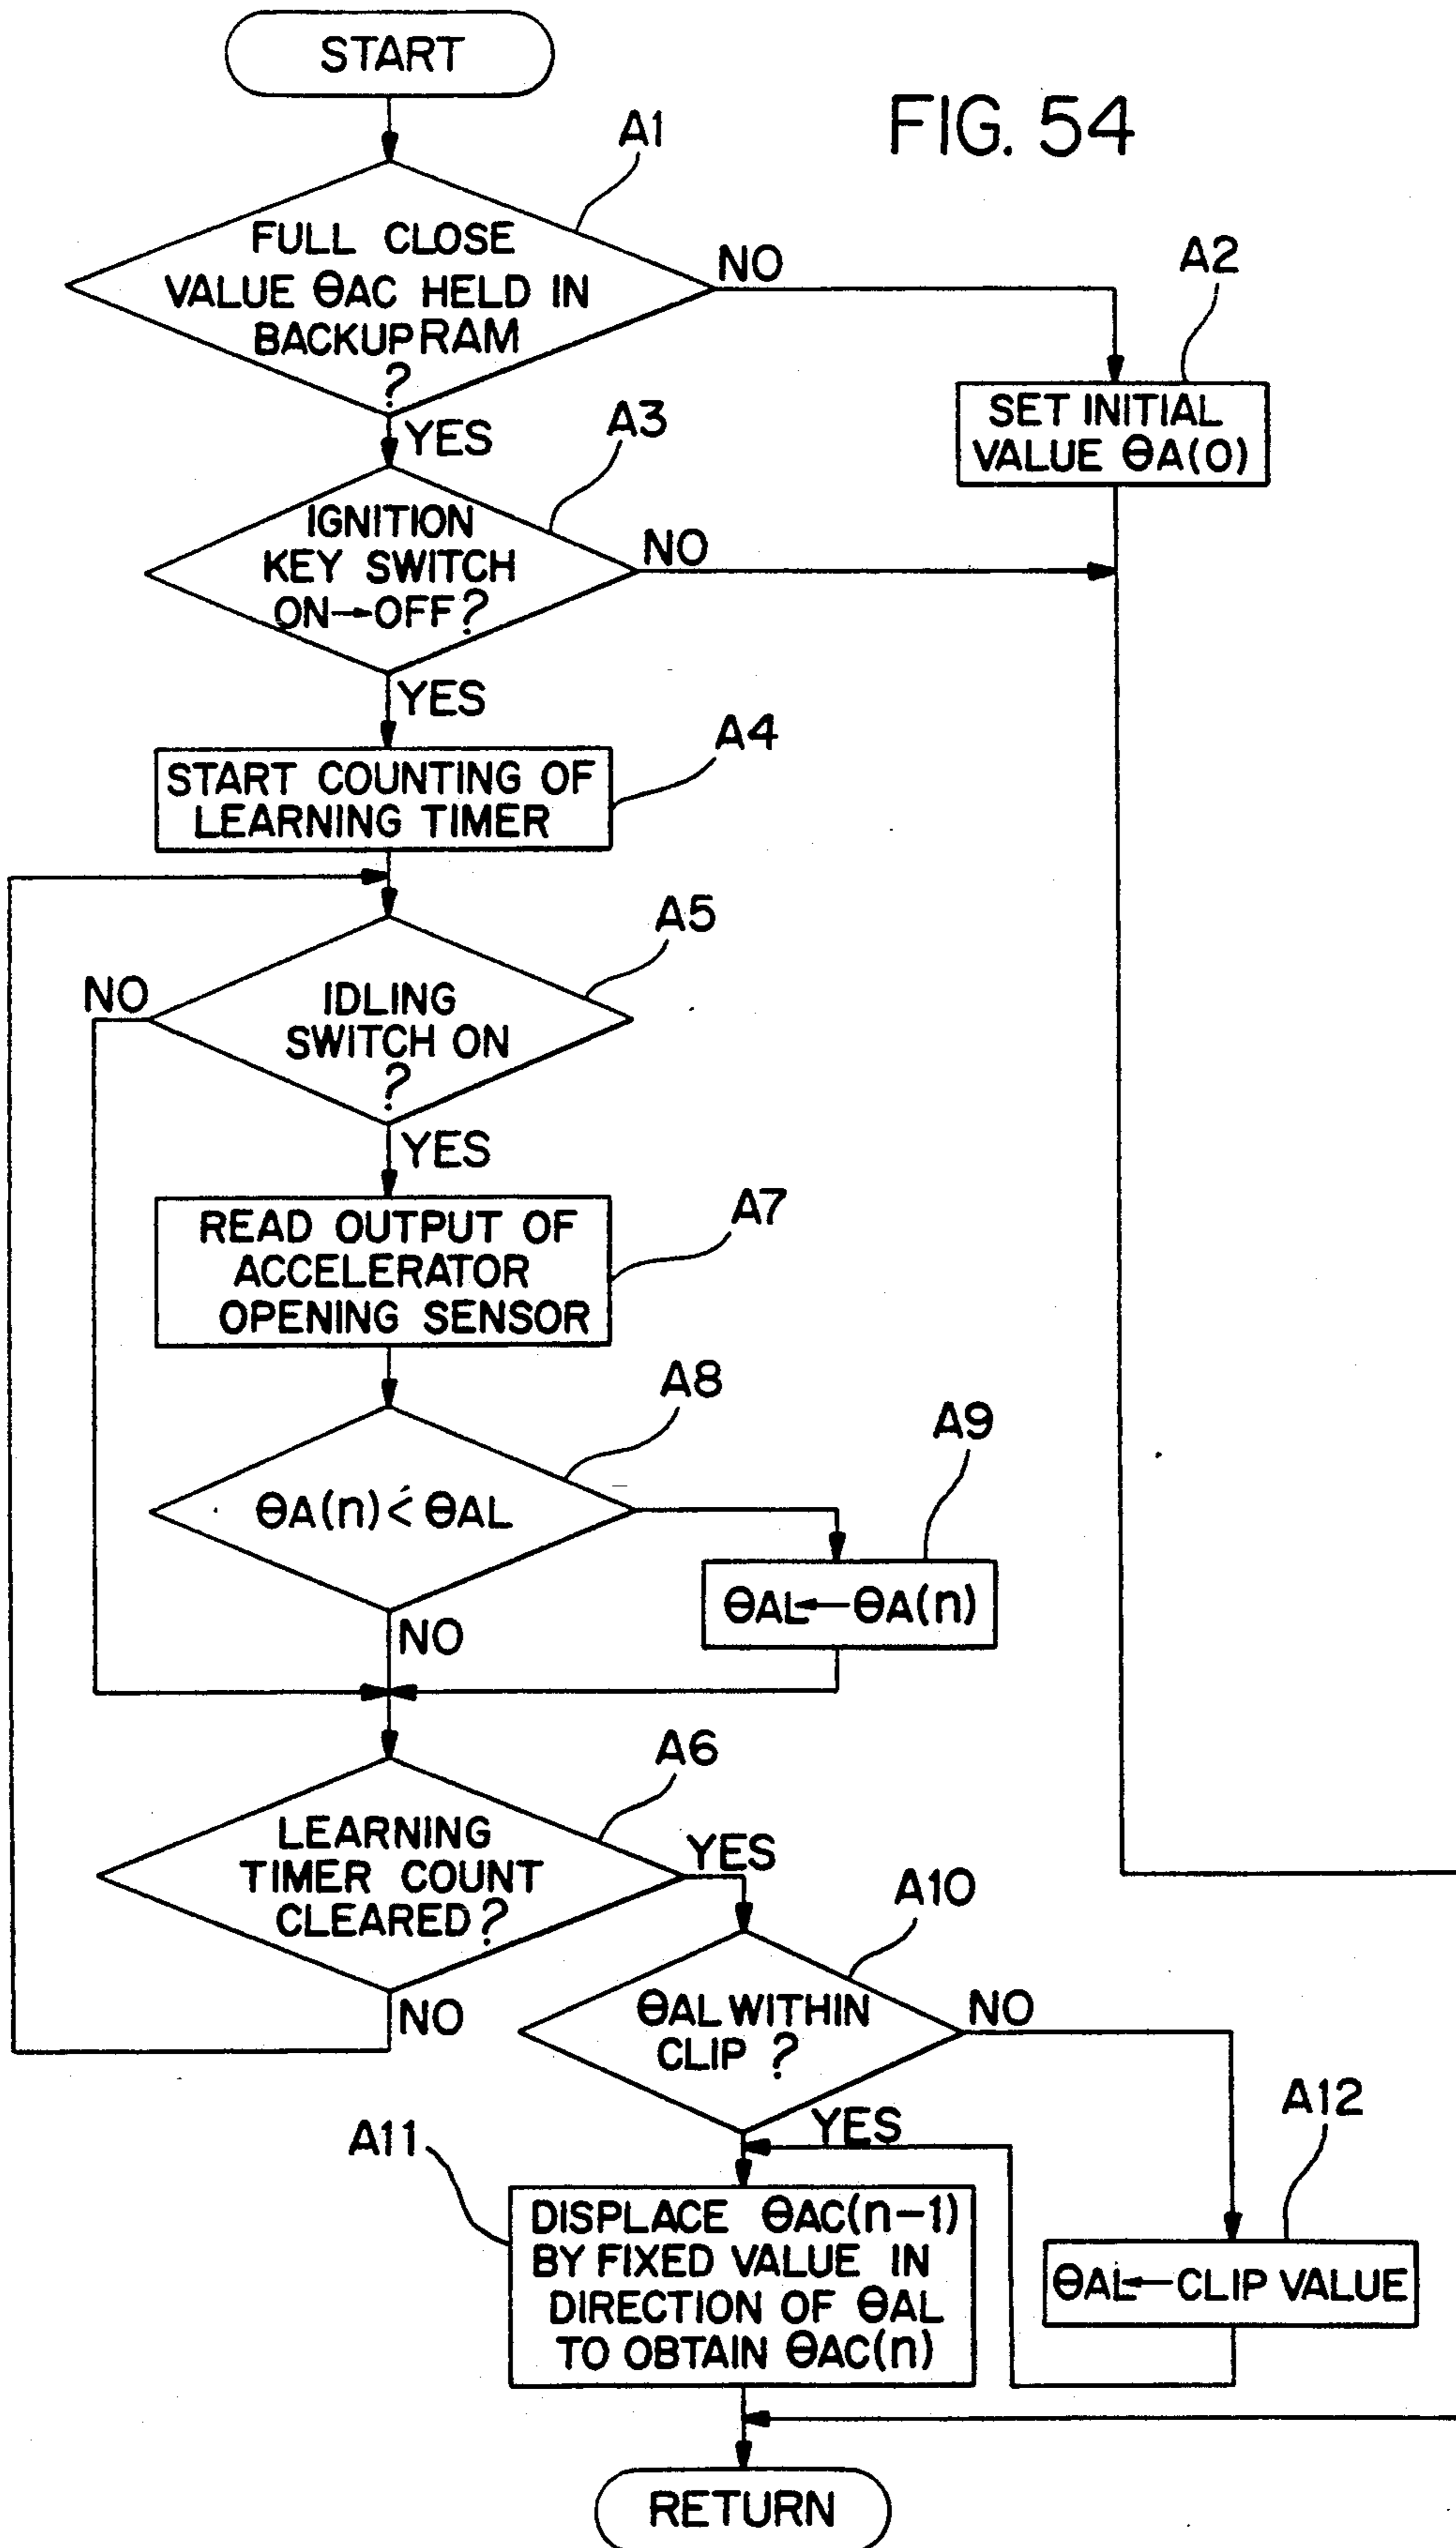 START
FIG. 54
A1
FULL CLOSE
VALUE θAC HELD IN
BACKUP RAM
?
NO
A2
SET INITIAL
VALUE θA(0)
YES
A3
IGNITION
KEY SWITCH
ON→OFF?
NO
YES
A4
START COUNTING OF
LEARNING TIMER
A5
NO
IDLING
SWITCH ON
?
YES
A7
READ OUTPUT OF
ACCELERATOR
OPENING SENSOR
A8
θA(n) < θAL
A9
θAL←θA(n)
NO
A6
LEARNING
TIMER COUNT
CLEARED?
YES
NO
A10
θAL WITHIN
CLIP ?
NO
YES
A12
θAL←CLIP VALUE
A11
DISPLACE θAC(n-1)
BY FIXED VALUE IN
DIRECTION OF θAL
TO OBTAIN θAC(n)
RETURN